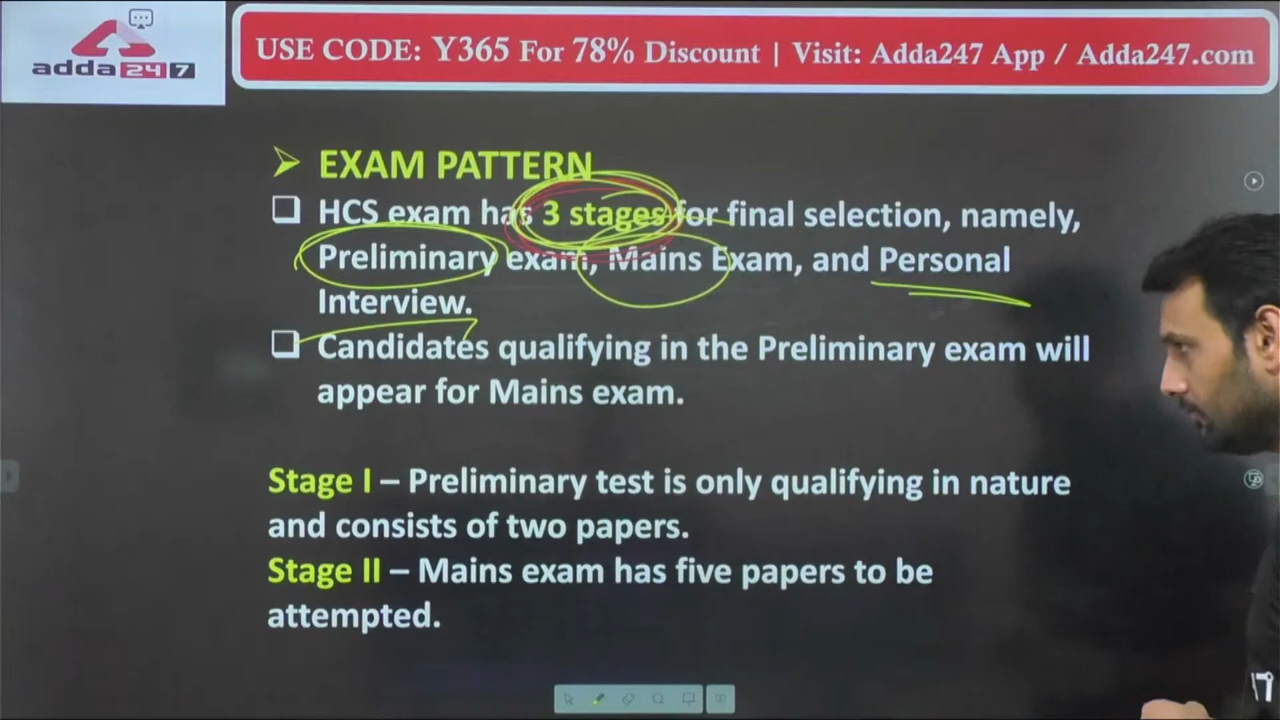 adda247
USE CODE: Y365 For 78% Discount | Visit: Adda247 App / Adda247.com
EXAM PATTERN
HCS exam has 3 stages for final selection, namely,
Preliminary exam, Mains Exam, and Personal
Interview.
Candidates qualifying in the Preliminary exam will
appear for Mains exam.
Stage I – Preliminary test is only qualifying in nature
and consists of two papers.
Stage II – Mains exam has five papers to be
attempted.